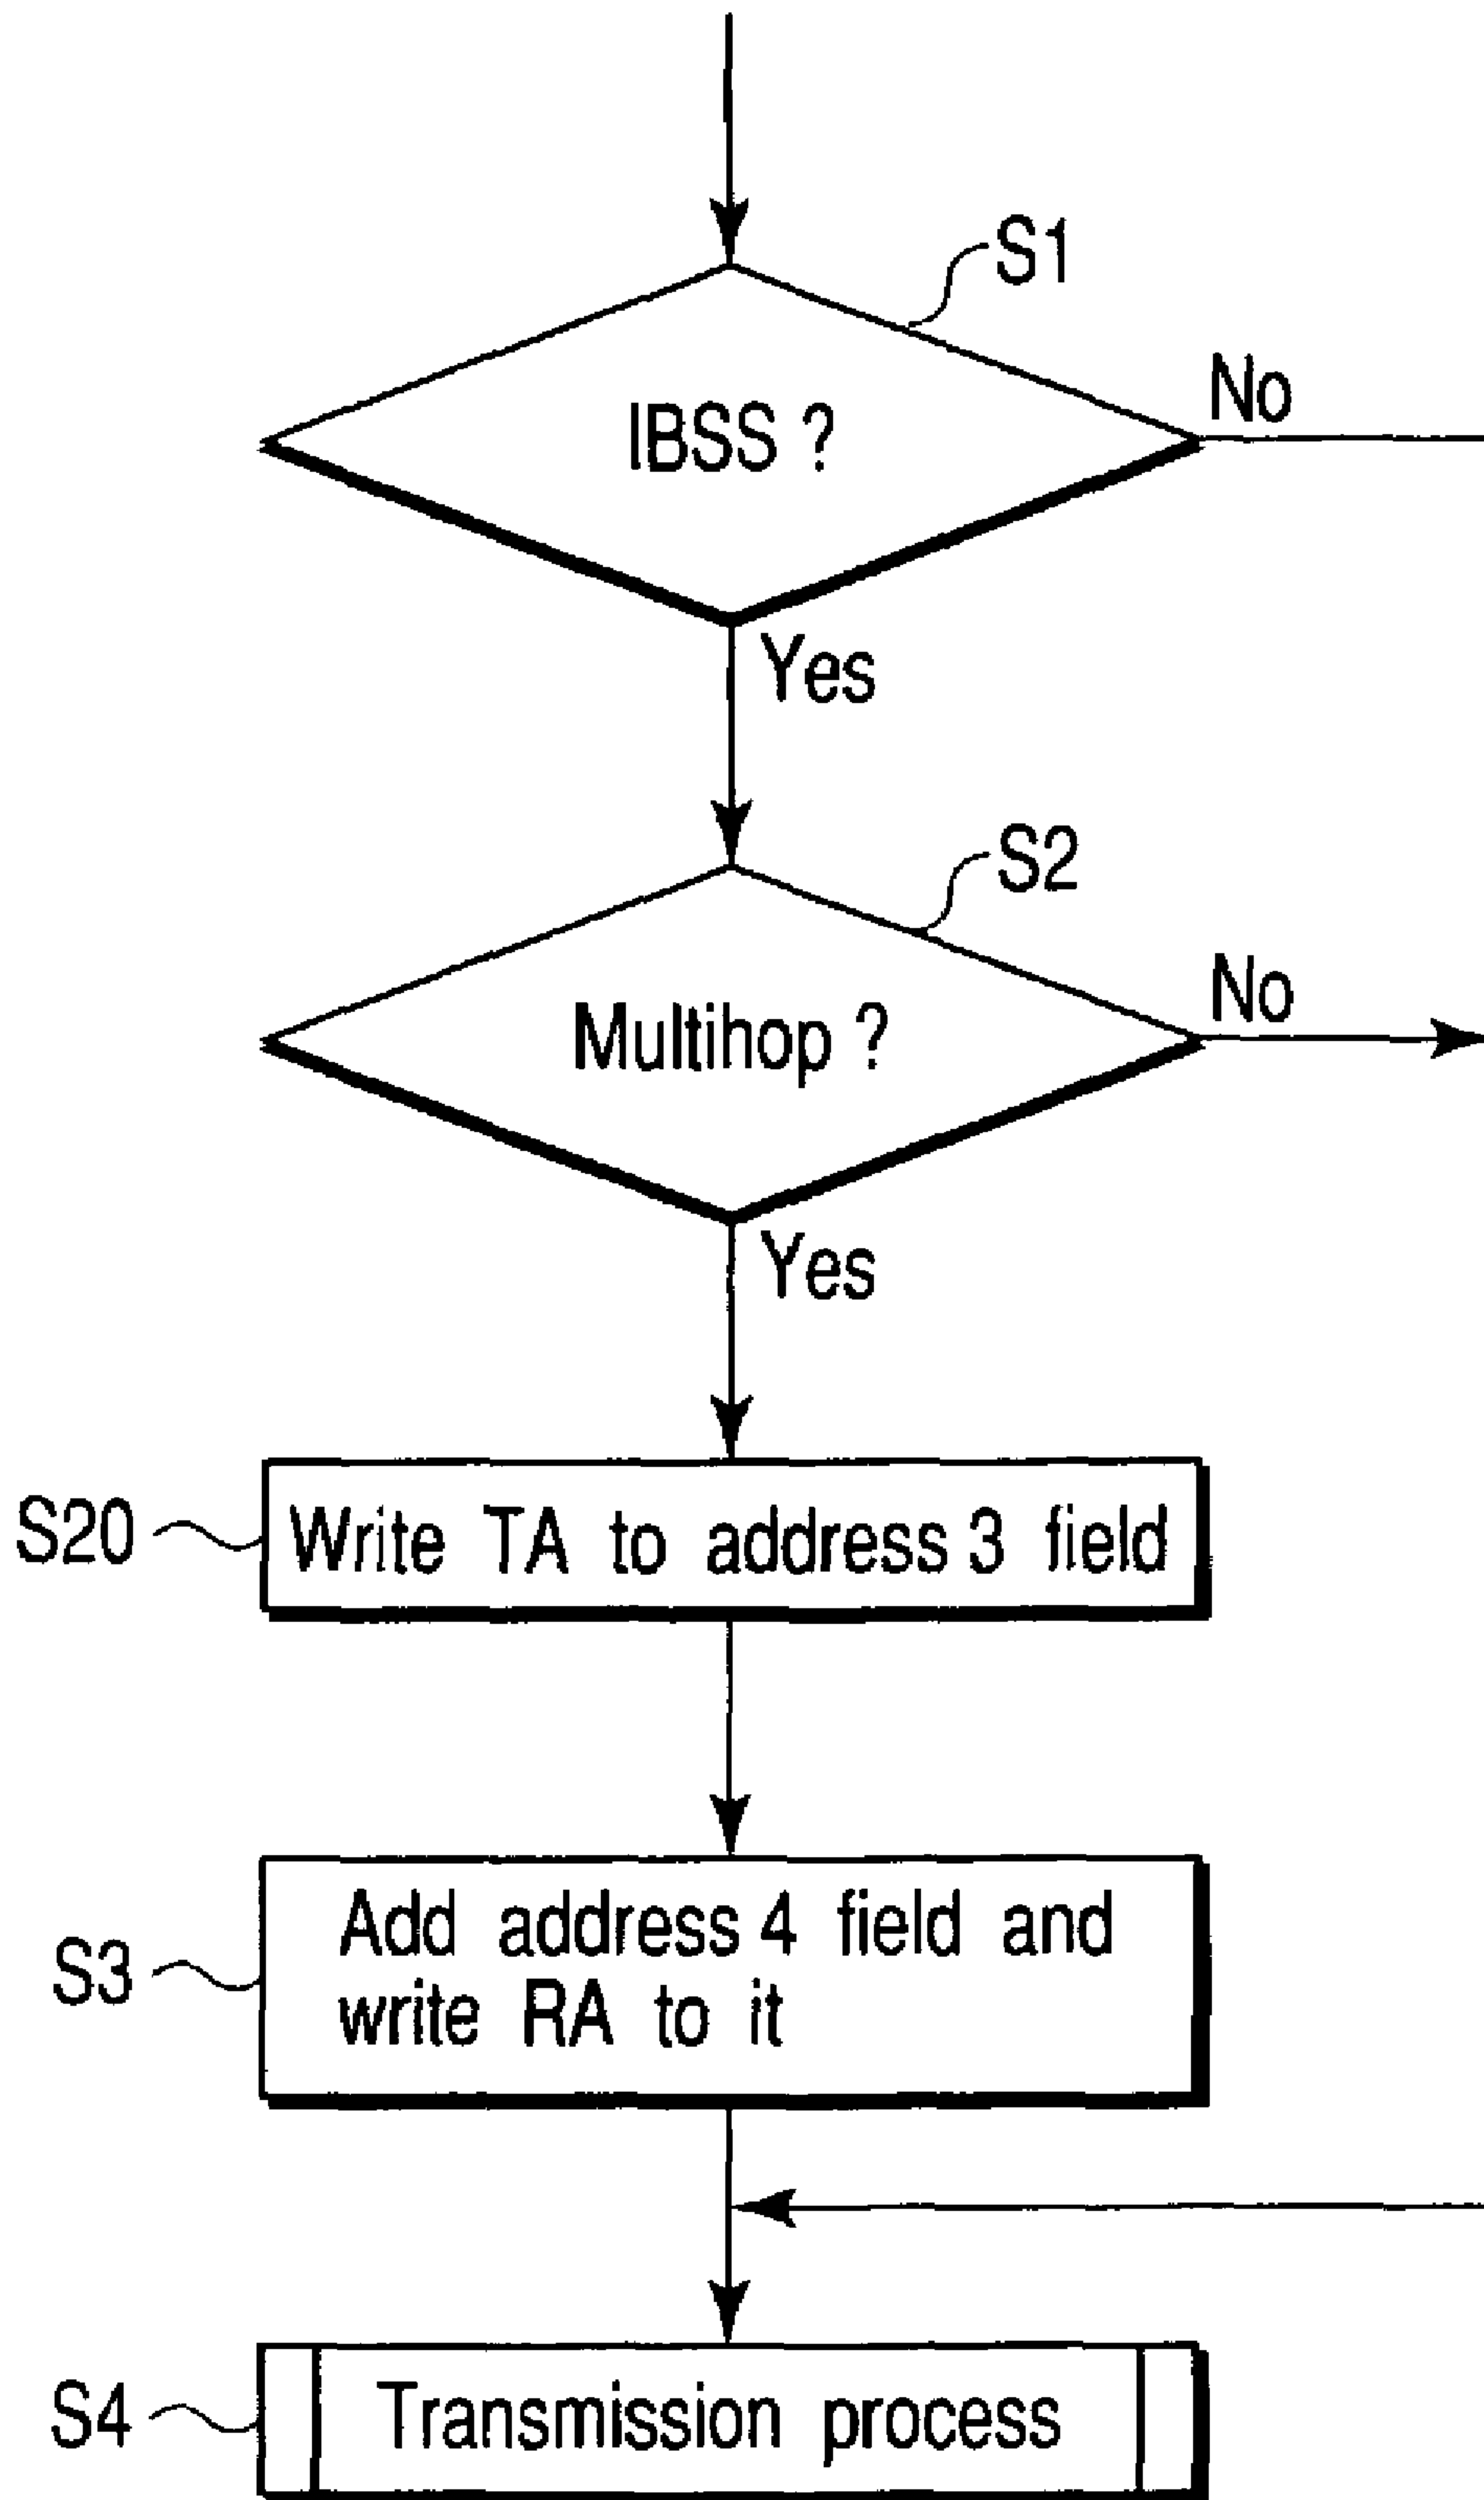 S1
IBSS ?
No
Yes
S2
Multihop ?
No
Yes
S20
Write TA to address 3 field
S3
Add address 4 field and
write RA to it
S4
Transmission process